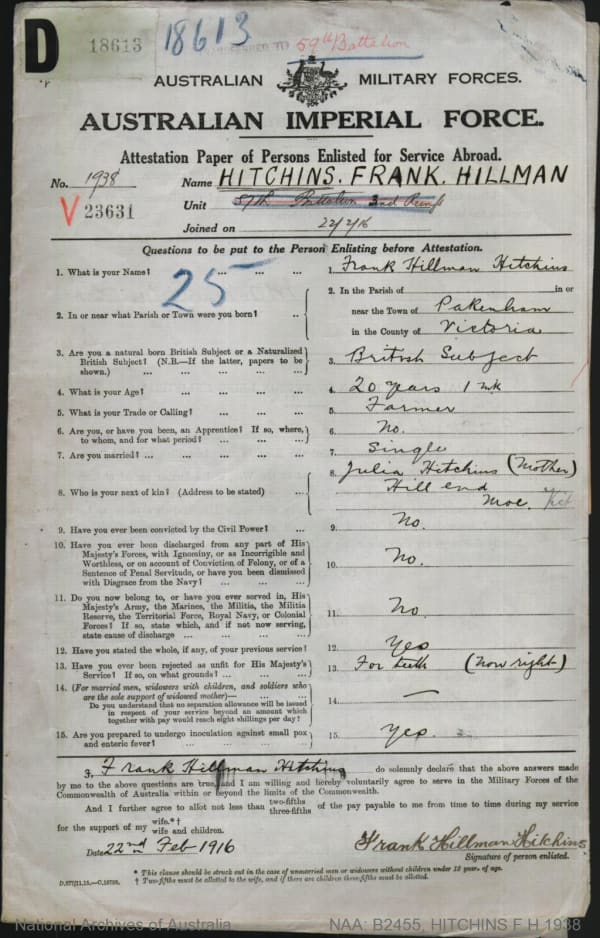 D
18613
18613
59th Battalion
AUSTRALIAN MILITARY FORCES.
AUSTRALIAN IMPERIAL FORCE.
Attestation Paper of Persons Enlisted for Service Abroad.
No. 1938
Name HITCHINS. FRANK. HILLMAN
V 23631
Unit 57th Battalion 2nd Reinfs
Joined on 22/2/16
Questions to be put to the Person Enlisting before Attestation.
25
1. What is your Name? ... ... ...
1. Frank Hillman Hitchins
2. In or near what Parish or Town were you born? ...
2. In the Parish of in or
near the Town of Pakenham
in the County of Victoria
3. Are you a natural born British Subject or a Naturalized
British Subject? (N.B.—If the latter, papers to be
shown.) ... ... ... ...
3. British Subject
4. What is your Age? ... ... ...
4. 20 years 1 mth
5. What is your Trade or Calling? ... ... ...
5. Farmer
6. Are you, or have you been, an Apprentice? If so, where,
to whom, and for what period? ... ... ...
6. No.
7. Are you married? ... ... ... ...
7. Single
8. Who is your next of kin? (Address to be stated) ...
8. Julia Hitchins (Mother)
Hill end
Moe. Vict
9. Have you ever been convicted by the Civil Power? ...
9. No.
10. Have you ever been discharged from any part of His
Majesty's Forces, with Ignominy, or as Incorrigible and
Worthless, or on account of Conviction of Felony, or of a
Sentence of Penal Servitude, or have you been dismissed
with Disgrace from the Navy? ... ...
10. No.
11. Do you now belong to, or have you ever served in, His
Majesty's Army, the Marines, the Militia, the Militia
Reserve, the Territorial Force, Royal Navy, or Colonial
Forces? If so, state which, and if not now serving,
state cause of discharge ... ... ...
11. No
12. Have you stated the whole, if any, of your previous service?
12. Yes
13. Have you ever been rejected as unfit for His Majesty's
Service? If so, on what grounds? ... ...
13. For teeth (Now right)
14. (For married men, widowers with children, and soldiers who
are the sole support of widowed mother)—
Do you understand that no separation allowance will be issued
in respect of your service beyond an amount which
together with pay would reach eight shillings per day?
14. —
15. Are you prepared to undergo inoculation against small pox
and enteric fever? ... ... ...
15. Yes.
I, Frank Hillman Hitchins do solemnly declare that the above answers made
by me to the above questions are true, and I am willing and hereby voluntarily agree to serve in the Military Forces of the
Commonwealth of Australia within or beyond the limits of the Commonwealth.
And I further agree to allot not less than two-fifths three-fifths of the pay payable to me from time to time during my service
for the support of my wife.*† wife and children.
Date 22nd Feb 1916
Frank Hillman Hitchins
Signature of person enlisted.
* This clause should be struck out in the case of unmarried men or widowers without children under 18 years of age.
† Two-fifths must be allotted to the wife, and if there are children three-fifths must be allotted.
National Archives of Australia
NAA: B2455, HITCHINS F H 1938